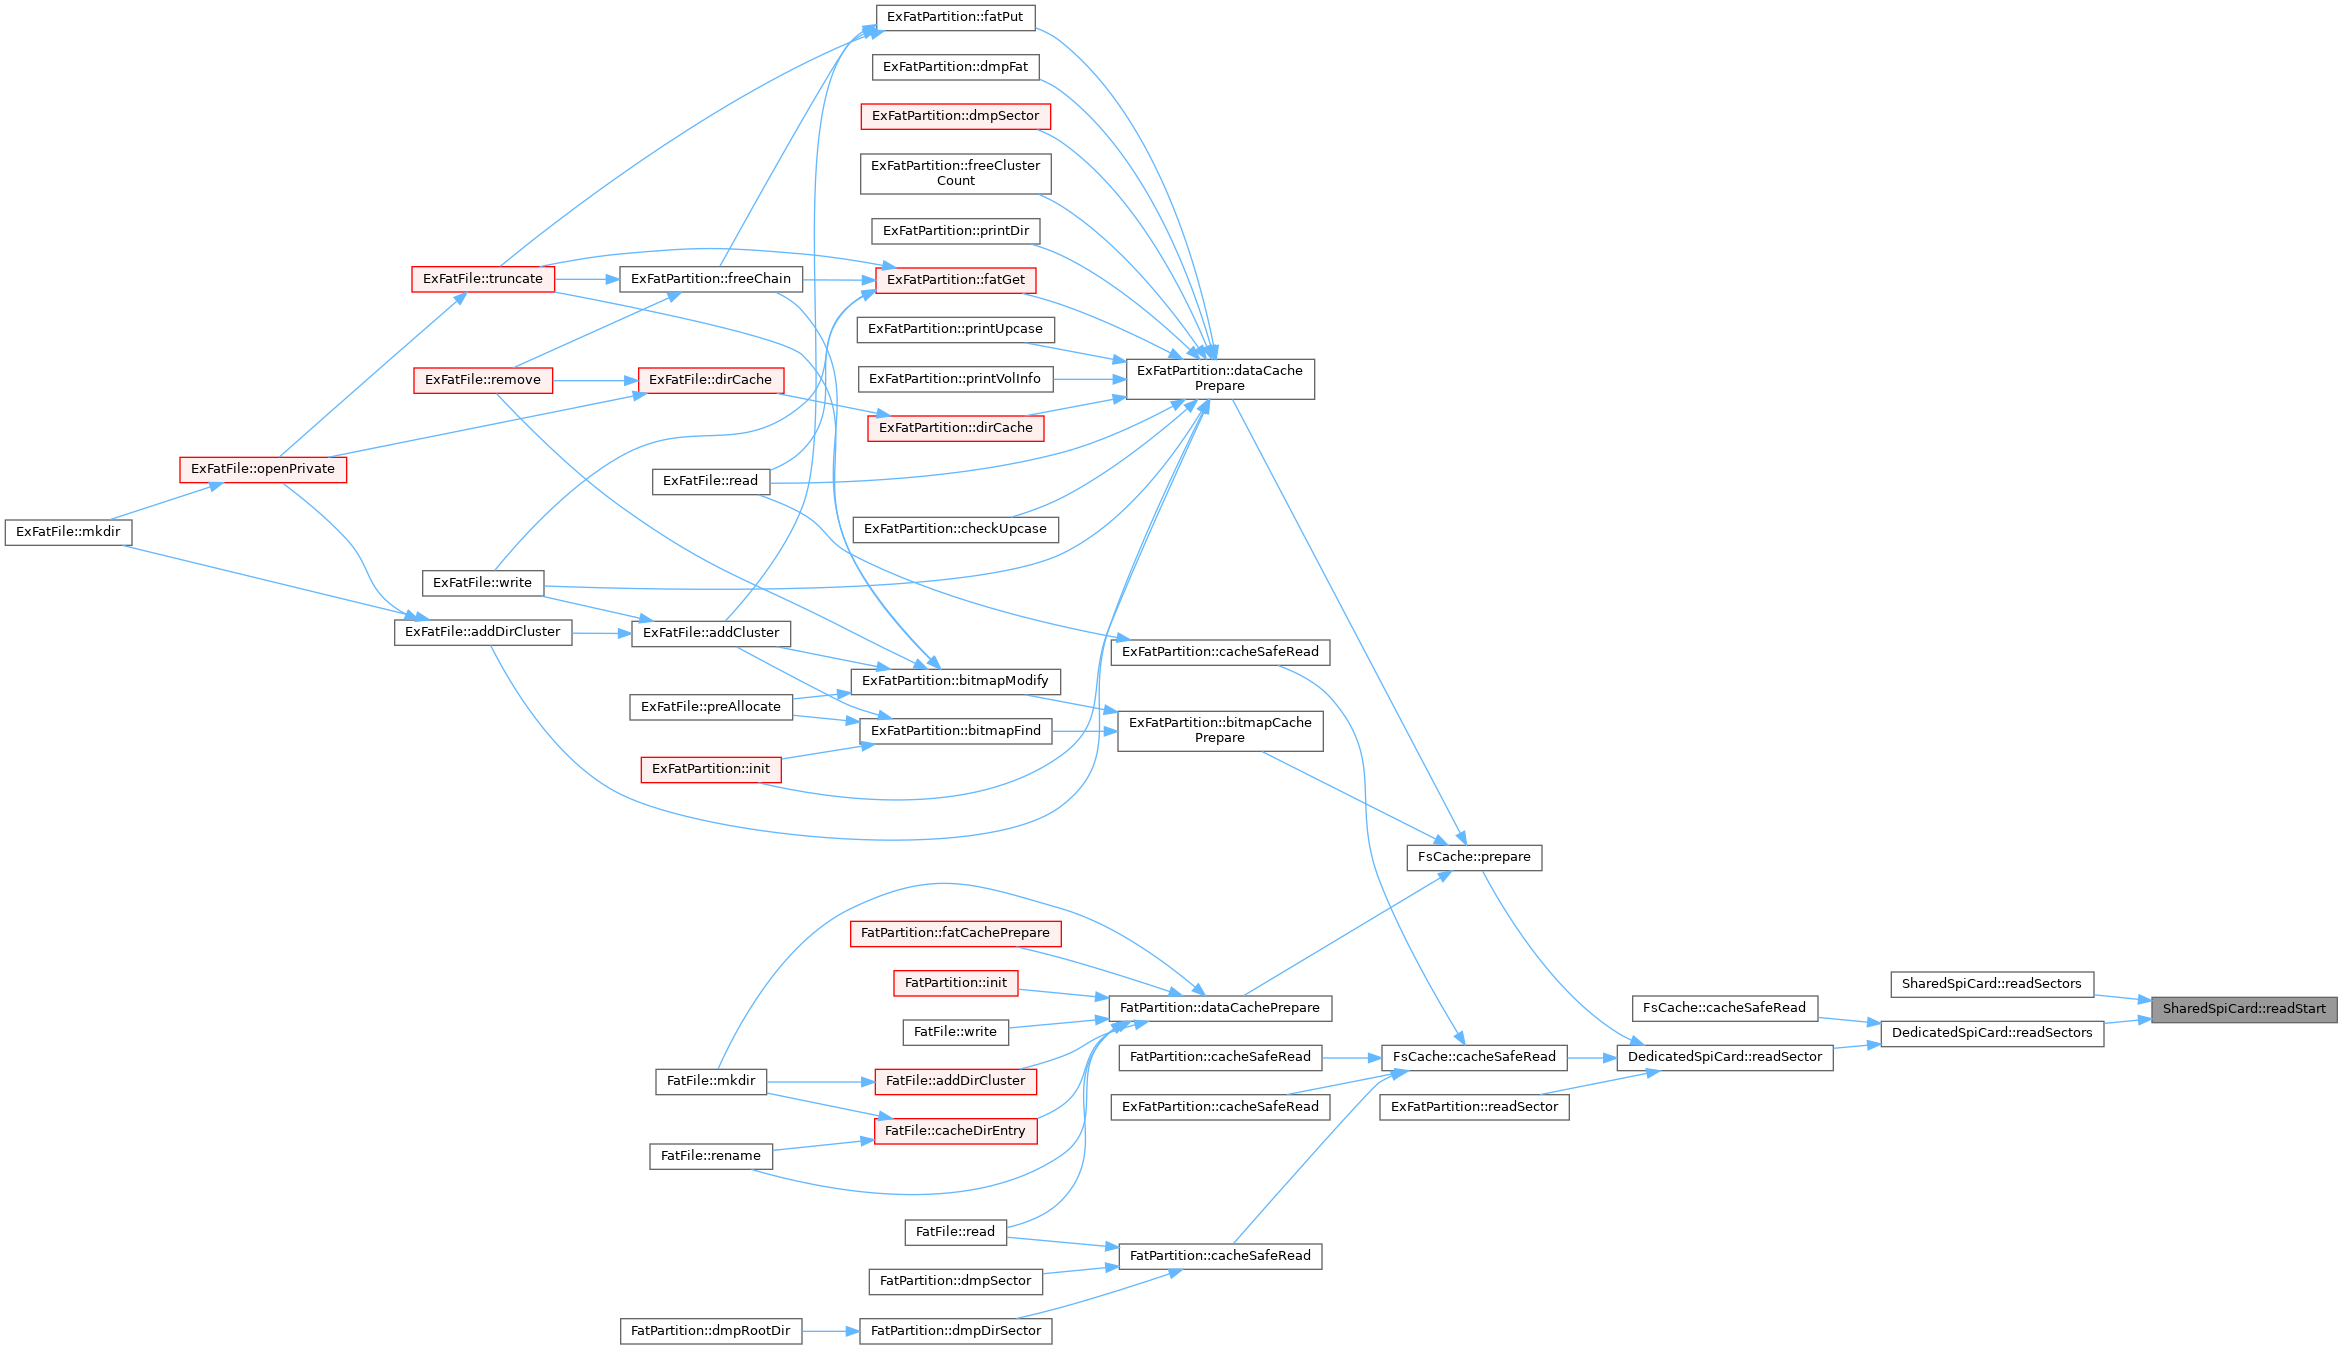 ExFatPartition::fatPut
ExFatPartition::dmpFat
ExFatPartition::dmpSector
ExFatPartition::freeCluster
Count
ExFatPartition::printDir
ExFatFile::truncate
ExFatPartition::freeChain
ExFatPartition::fatGet
ExFatPartition::printUpcase
ExFatFile::remove
ExFatFile::dirCache
ExFatPartition::printVolInfo
ExFatPartition::dataCache
Prepare
ExFatPartition::dirCache
ExFatFile::openPrivate
ExFatFile::read
ExFatFile::mkdir
ExFatPartition::checkUpcase
ExFatFile::write
ExFatFile::addDirCluster
ExFatFile::addCluster
ExFatPartition::cacheSafeRead
ExFatPartition::bitmapModify
ExFatFile::preAllocate
ExFatPartition::bitmapFind
ExFatPartition::bitmapCache
Prepare
ExFatPartition::init
FsCache::prepare
FatPartition::fatCachePrepare
FatPartition::init
SharedSpiCard::readSectors
FatPartition::dataCachePrepare
FsCache::cacheSafeRead
SharedSpiCard::readStart
FatFile::write
DedicatedSpiCard::readSectors
FatPartition::cacheSafeRead
FsCache::cacheSafeRead
DedicatedSpiCard::readSector
FatFile::mkdir
FatFile::addDirCluster
ExFatPartition::cacheSafeRead
ExFatPartition::readSector
FatFile::cacheDirEntry
FatFile::rename
FatFile::read
FatPartition::cacheSafeRead
FatPartition::dmpSector
FatPartition::dmpRootDir
FatPartition::dmpDirSector